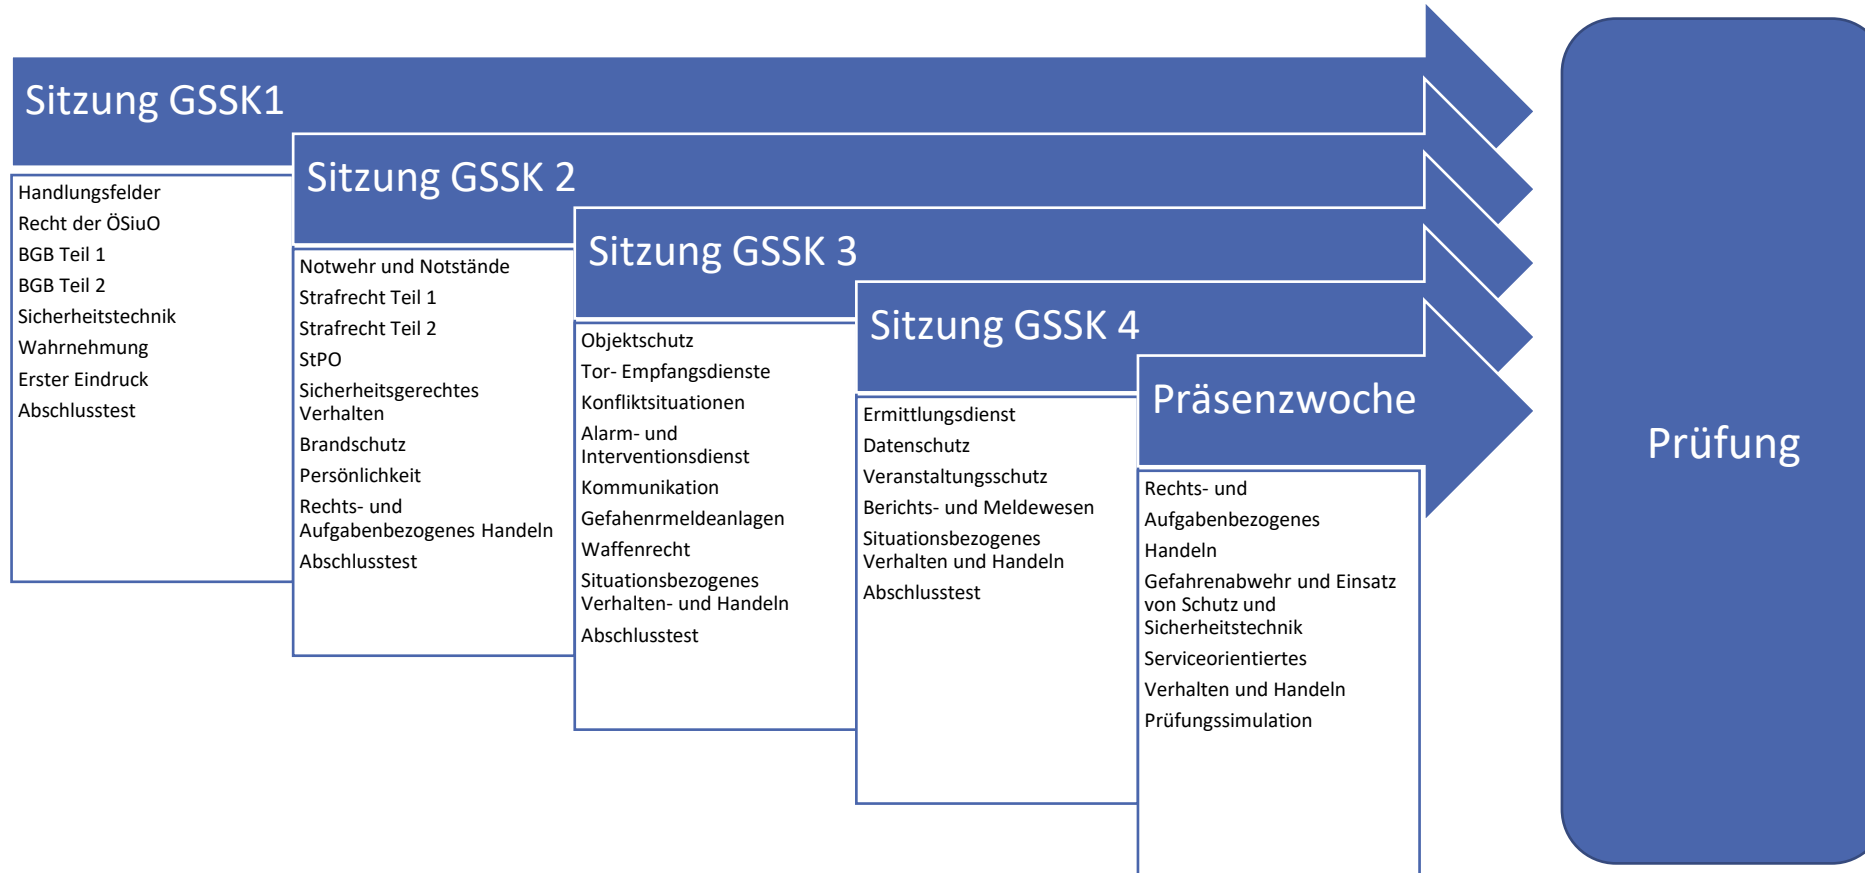 Sitzung GSSK1
Handlungsfelder
Recht der ÖSiuO
BGB Teil 1
BGB Teil 2
Sicherheitstechnik
Wahrnehmung
Erster Eindruck
Abschlusstest
Sitzung GSSK 2
Notwehr und Notstände
Strafrecht Teil 1
Strafrecht Teil 2
StPO
Sicherheitsgerechtes
Verhalten
Brandschutz
Persönlichkeit
Rechts- und
Aufgabenbezogenes Handeln
Abschlusstest
Sitzung GSSK 3
Objektschutz
Tor- Empfangsdienste
Konfliktsituationen
Alarm- und
Interventionsdienst
Kommunikation
Gefahenrmeldeanlagen
Waffenrecht
Situationsbezogenes
Verhalten- und Handeln
Abschlusstest
Sitzung GSSK 4
Ermittlungsdienst
Datenschutz
Veranstaltungsschutz
Berichts- und Meldewesen
Situationsbezogenes
Verhalten und Handeln
Abschlusstest
Präsenzwoche
Rechts- und
Aufgabenbezogenes
Handeln
Gefahrenabwehr und Einsatz
von Schutz und
Sicherheitstechnik
Serviceorientiertes
Verhalten und Handeln
Prüfungssimulation
Prüfung